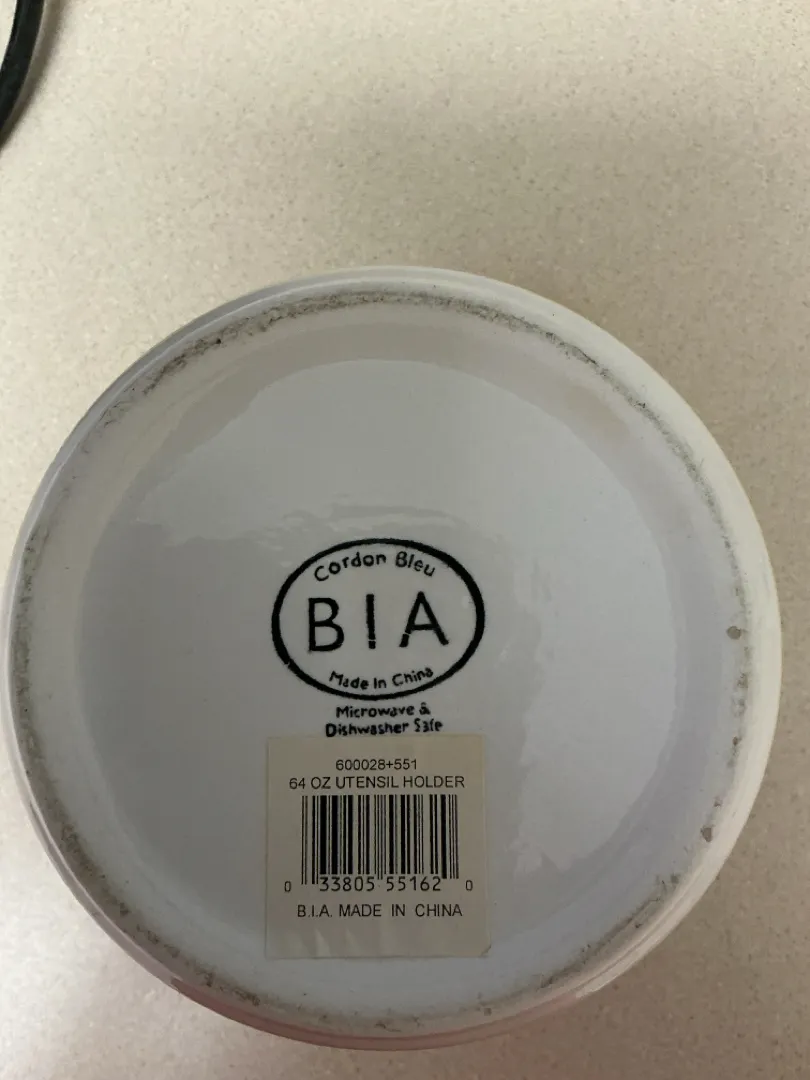 Cordon Bleu
BIA
Made In China
Microwave &
Dishwasher Safe
600028+551
64 OZ UTENSIL HOLDER
0 33805 55162 0
B.I.A. MADE IN CHINA